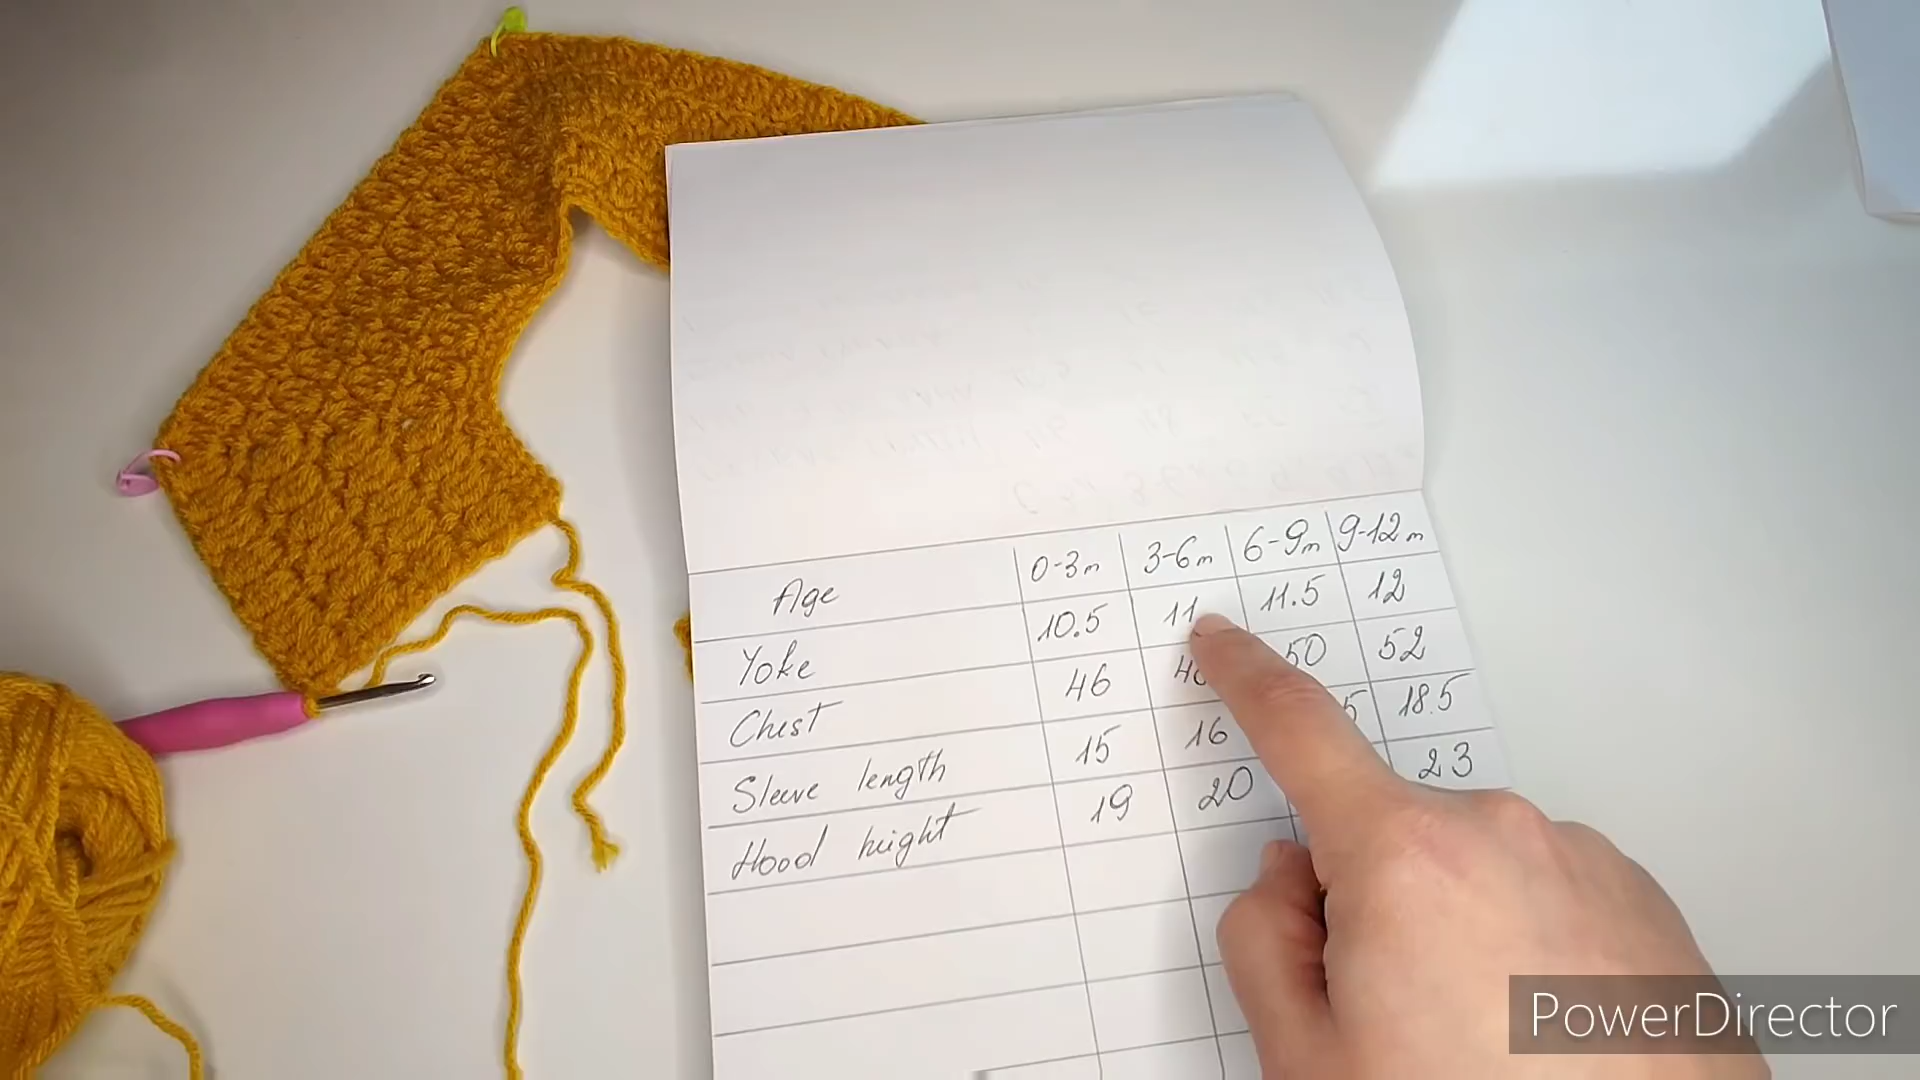 Age 0-3m 3-6m 6-9m 9-12m
Yoke 10.5 11 11.5 12
Chest 46 50 52
Sleeve length 15 16 18.5
Hood height 19 20 23
PowerDirector